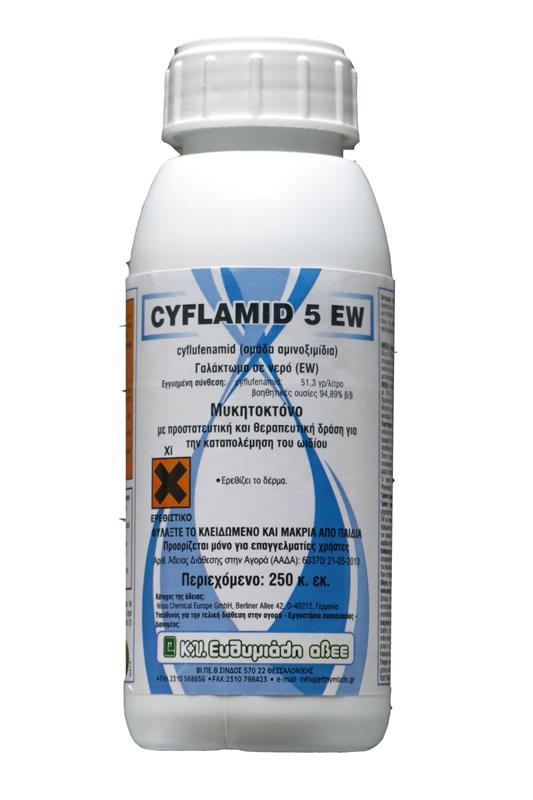 CYFLAMID 5 EW
cyflufenamid (ομάδα αμινοξιμίδια)
Γαλάκτωμα σε νερό (EW)
Εγγυημένη σύνθεση: cyflufenamid: 51,3 γρ/λίτρο
βοηθητικές ουσίες 94,89% β/β
Μυκητοκτόνο
με προστατευτική και θεραπευτική δράση για
την καταπολέμηση του ωιδίου
Xi
•Ερεθίζει το δέρμα.
ΕΡΕΘΙΣΤΙΚΟ
ΦΥΛΑΞΤΕ ΤΟ ΚΛΕΙΔΩΜΕΝΟ ΚΑΙ ΜΑΚΡΙΑ ΑΠΟ ΠΑΙΔΙΑ
Προορίζεται μόνο για επαγγελματίες χρήστες
Αριθ. Άδειας Διάθεσης στην Αγορά (ΑΑΔΑ): 60370/ 21-05-2013
Περιεχόμενο: 250 κ. εκ.
Κάτοχος της άδειας:
Nisso Chemical Europe GmbH, Berliner Allee 42, D-40212, Γερμανία
Υπεύθυνος για την τελική διάθεση στην αγορά - Εργοστάσιο συσκευασίας -
Διανομέας:
Κ.Ν. Ευθυμιάδη αβεε
ΒΙ.ΠΕ.Θ. ΣΙΝΔΟΣ 570 22 ΘΕΣΣΑΛΟΝΙΚΗΣ
•Τηλ.2310 568656 •FAX:2310 798423 • e-mail: info@efthymiadis.gr